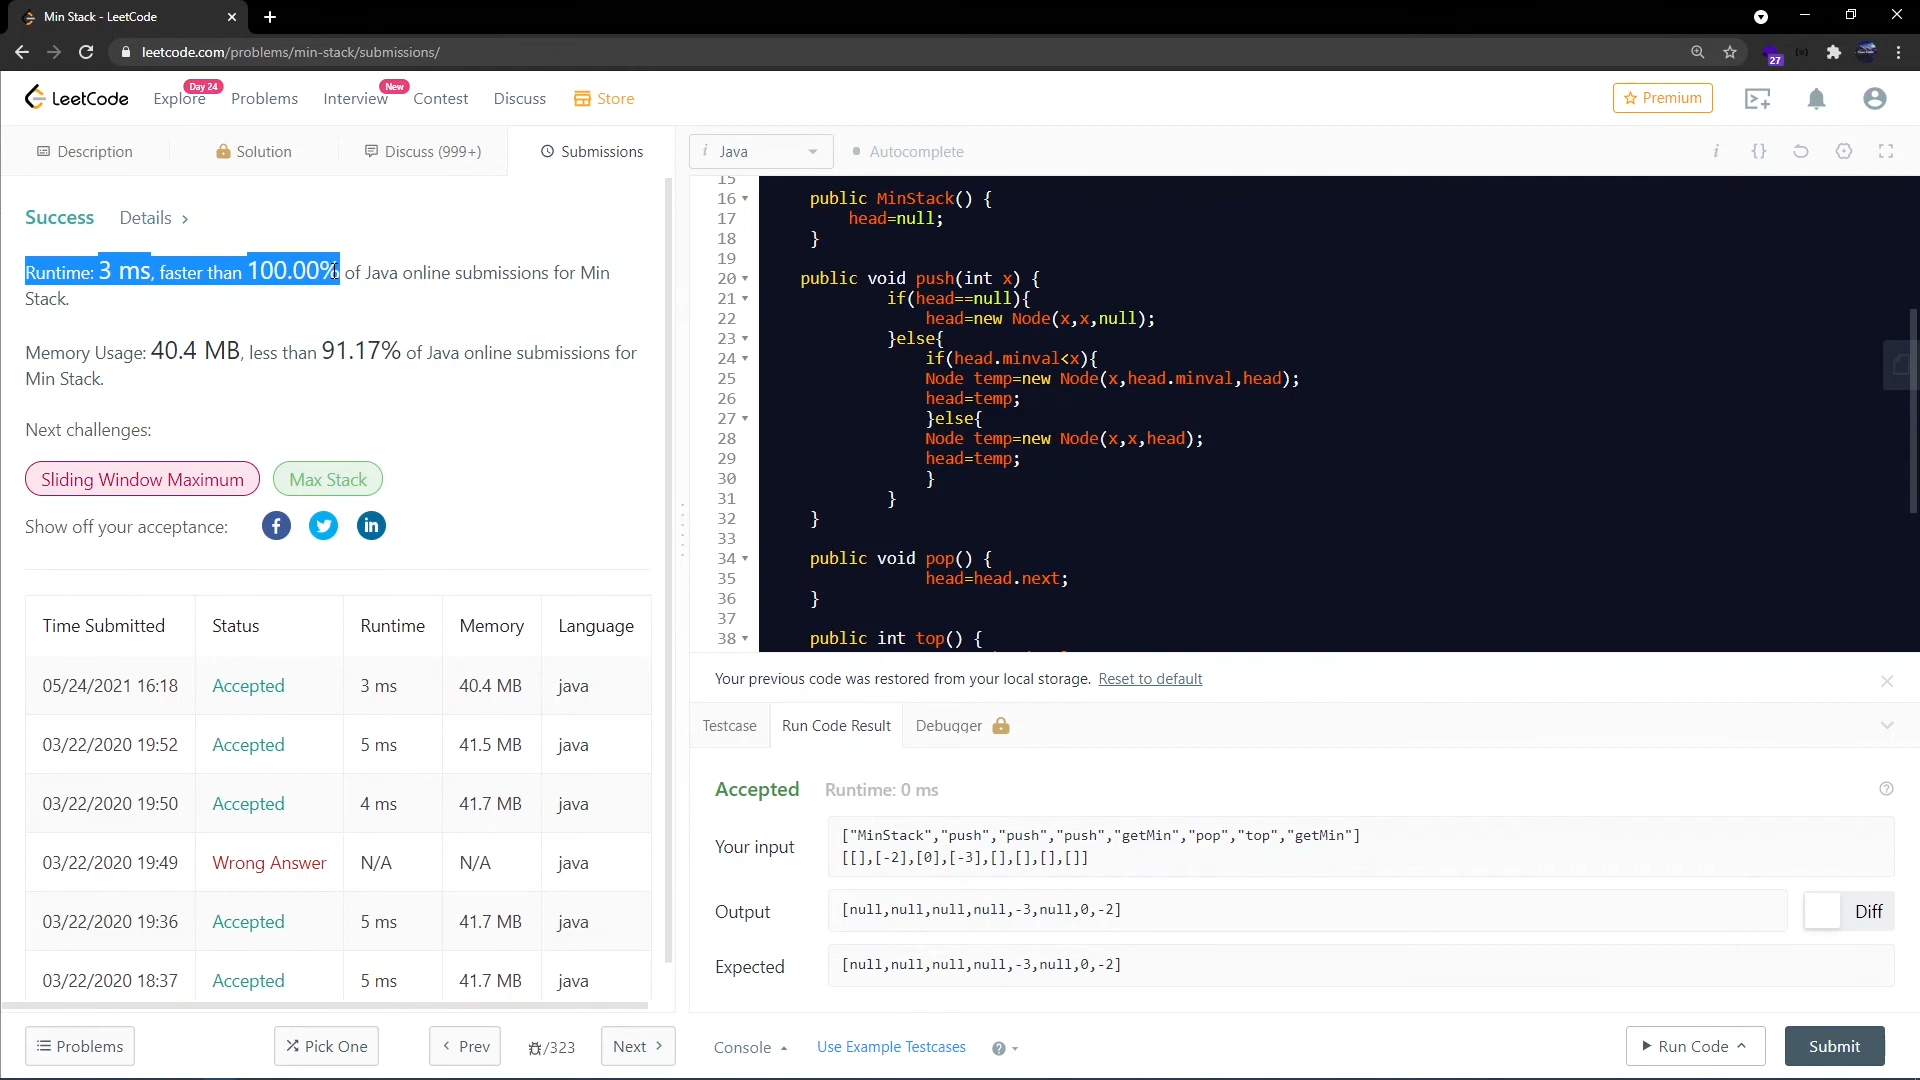 Min Stack - LeetCode
leetcode.com/problems/min-stack/submissions/
27
LeetCode
Explore
Day 24
Problems
Interview
New
Contest
Discuss
Store
Premium
Description
Solution
Discuss (999+)
Submissions
i Java
Autocomplete
Success
Details >
Runtime: 3 ms, faster than 100.00% of Java online submissions for Min
Stack.
Memory Usage: 40.4 MB, less than 91.17% of Java online submissions for
Min Stack.
Next challenges:
Sliding Window Maximum
Max Stack
Show off your acceptance:
Time Submitted Status Runtime Memory Language
05/24/2021 16:18 Accepted 3 ms 40.4 MB java
03/22/2020 19:52 Accepted 5 ms 41.5 MB java
03/22/2020 19:50 Accepted 4 ms 41.7 MB java
03/22/2020 19:49 Wrong Answer N/A N/A java
03/22/2020 19:36 Accepted 5 ms 41.7 MB java
03/22/2020 18:37 Accepted 5 ms 41.7 MB java
Problems
Pick One
< Prev
/323
Next >
15
16 public MinStack() {
17 head=null;
18 }
19
20 public void push(int x) {
21 if(head==null){
22 head=new Node(x,x,null);
23 }else{
24 if(head.minval<x){
25 Node temp=new Node(x,head.minval,head);
26 head=temp;
27 }else{
28 Node temp=new Node(x,x,head);
29 head=temp;
30 }
31 }
32 }
33
34 public void pop() {
35 head=head.next;
36 }
37
38 public int top() {
Your previous code was restored from your local storage. Reset to default
Testcase
Run Code Result
Debugger
Accepted Runtime: 0 ms
Your input
["MinStack","push","push","push","getMin","pop","top","getMin"]
[[],[-2],[0],[-3],[],[],[],[]]
Output
[null,null,null,null,-3,null,0,-2]
Diff
Expected
[null,null,null,null,-3,null,0,-2]
Console
Use Example Testcases
Run Code
Submit